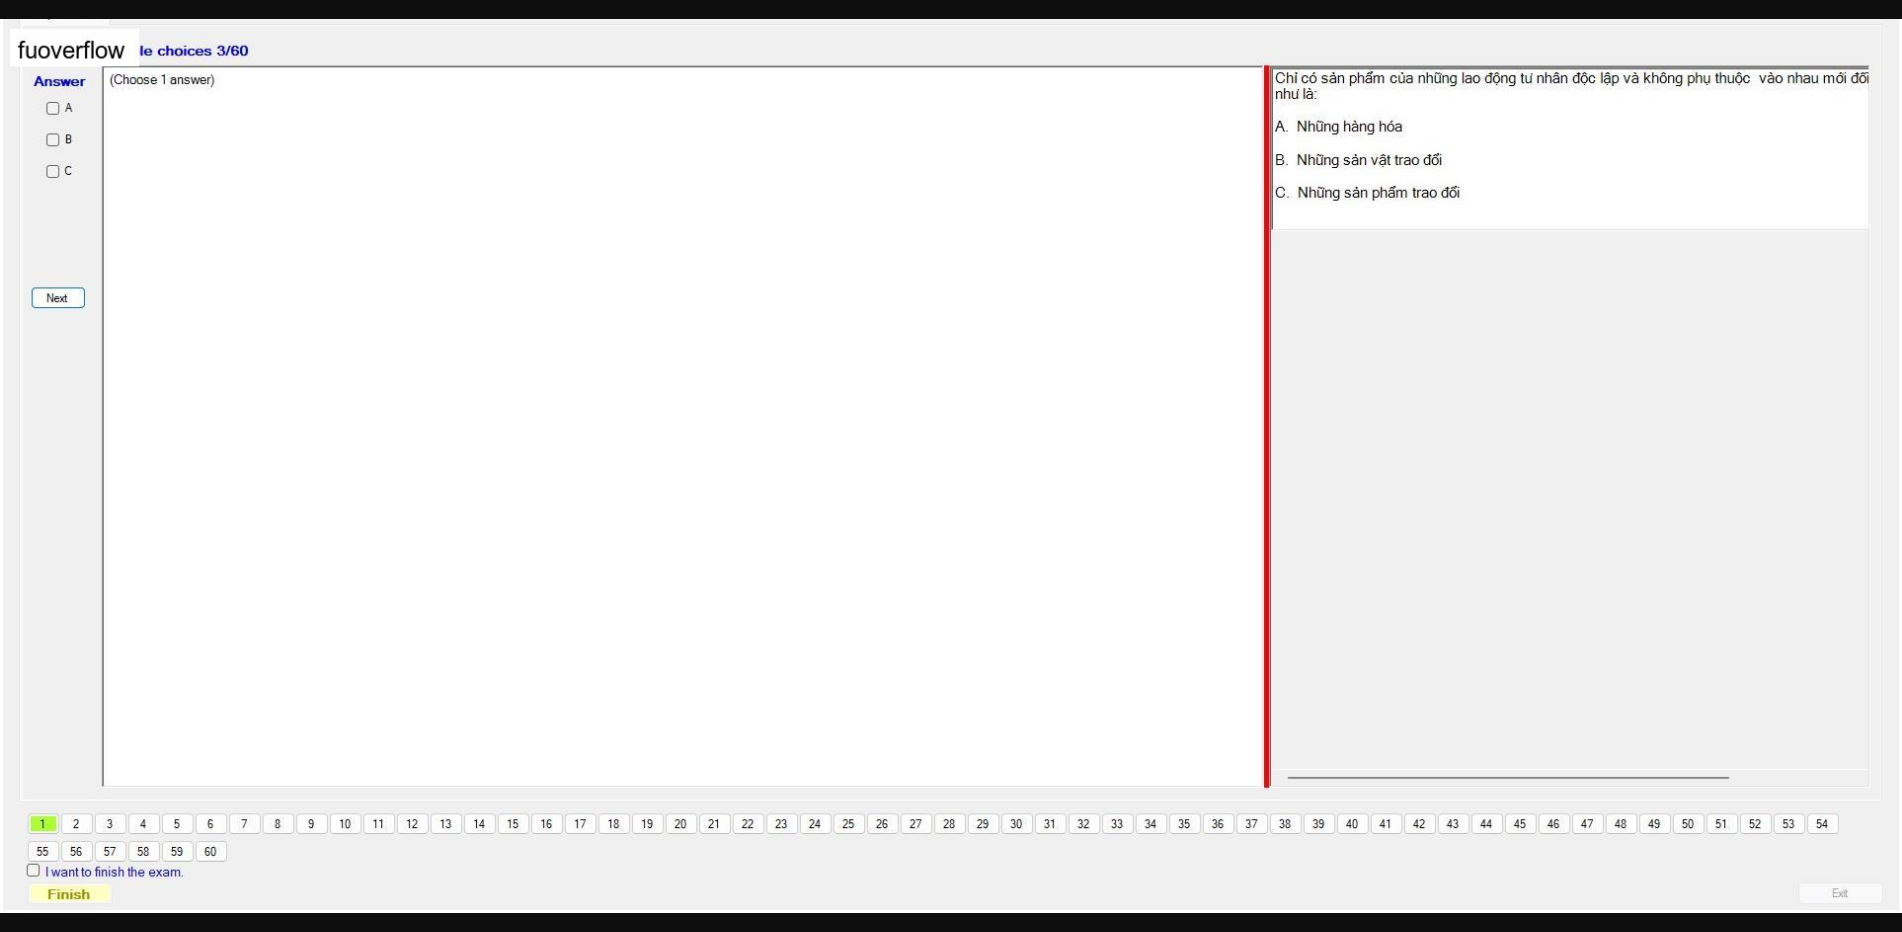 fuoverflow le choices 3/60
Answer
(Choose 1 answer)
A
B
C
Next
Chỉ có sản phẩm của những lao động tư nhân độc lập và không phụ thuộc vào nhau mới đối
như là:
A. Những hàng hóa
B. Những sản vật trao đổi
C. Những sản phẩm trao đổi
1 2 3 4 5 6 7 8 9 10 11 12 13 14 15 16 17 18 19 20 21 22 23 24 25 26 27 28 29 30 31 32 33 34 35 36 37 38 39 40 41 42 43 44 45 46 47 48 49 50 51 52 53 54
55 56 57 58 59 60
I want to finish the exam.
Finish
Exit